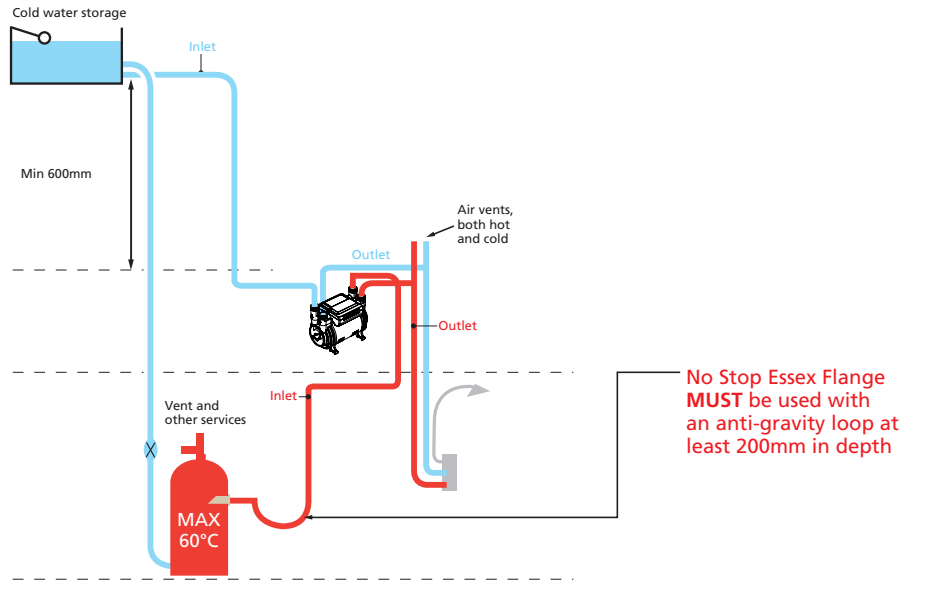 Cold water storage
Inlet
Min 600mm
Air vents,
both hot
and cold
Outlet
Outlet
Inlet
No Stop Essex Flange
MUST be used with
an anti-gravity loop at
least 200mm in depth
Vent and
other services
MAX
60°C